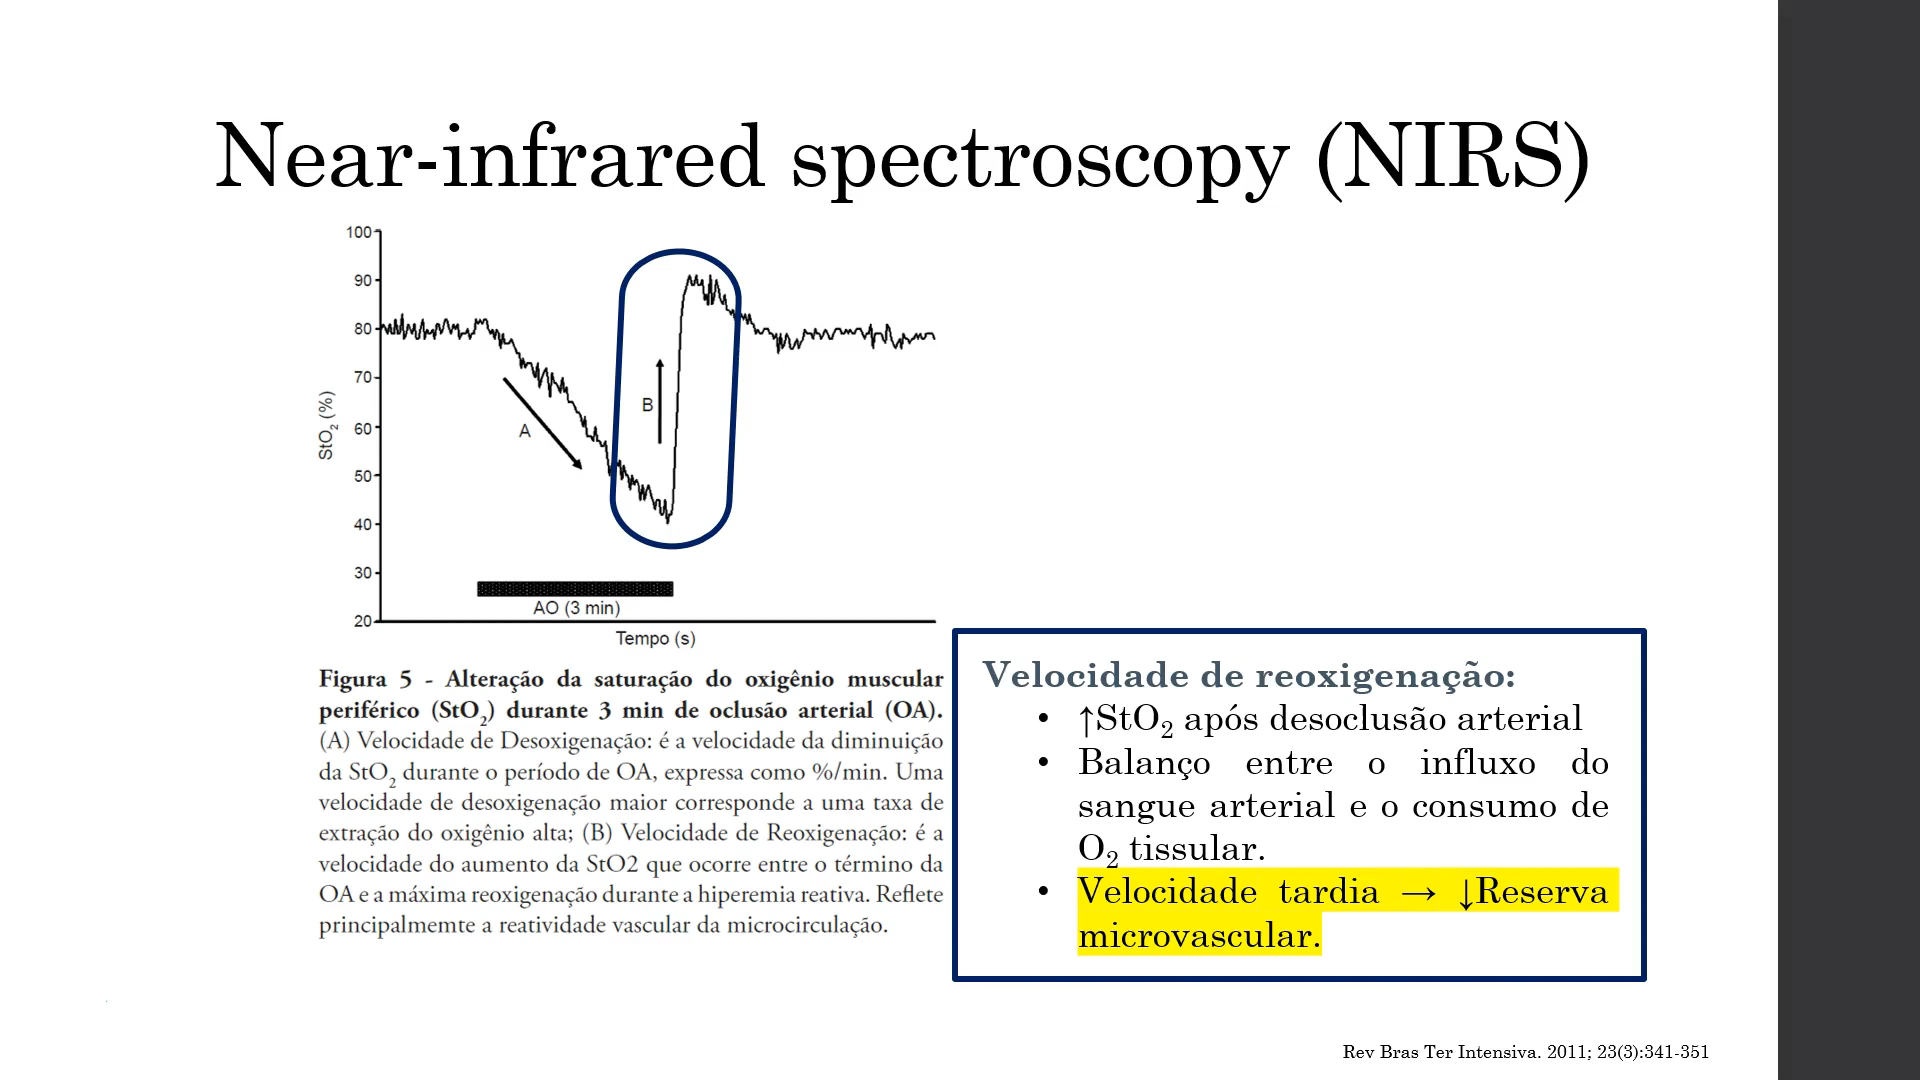 Near-infrared spectroscopy (NIRS)
100
90
80
70
60
50
40
30
20
StO₂ (%)
A
B
AO (3 min)
Tempo (s)
Figura 5 - Alteração da saturação do oxigênio muscular
periférico (StO₂) durante 3 min de oclusão arterial (OA).
(A) Velocidade de Desoxigenação: é a velocidade da diminuição
da StO₂ durante o período de OA, expressa como %/min. Uma
velocidade de desoxigenação maior corresponde a uma taxa de
extração do oxigênio alta; (B) Velocidade de Reoxigenação: é a
velocidade do aumento da StO2 que ocorre entre o término da
OA e a máxima reoxigenação durante a hiperemia reativa. Reflete
principalmemte a reatividade vascular da microcirculação.
Velocidade de reoxigenação:
• ↑StO₂ após desoclusão arterial
• Balanço entre o influxo do
sangue arterial e o consumo de
O₂ tissular.
• Velocidade tardia → ↓Reserva
microvascular.
Rev Bras Ter Intensiva. 2011; 23(3):341-351